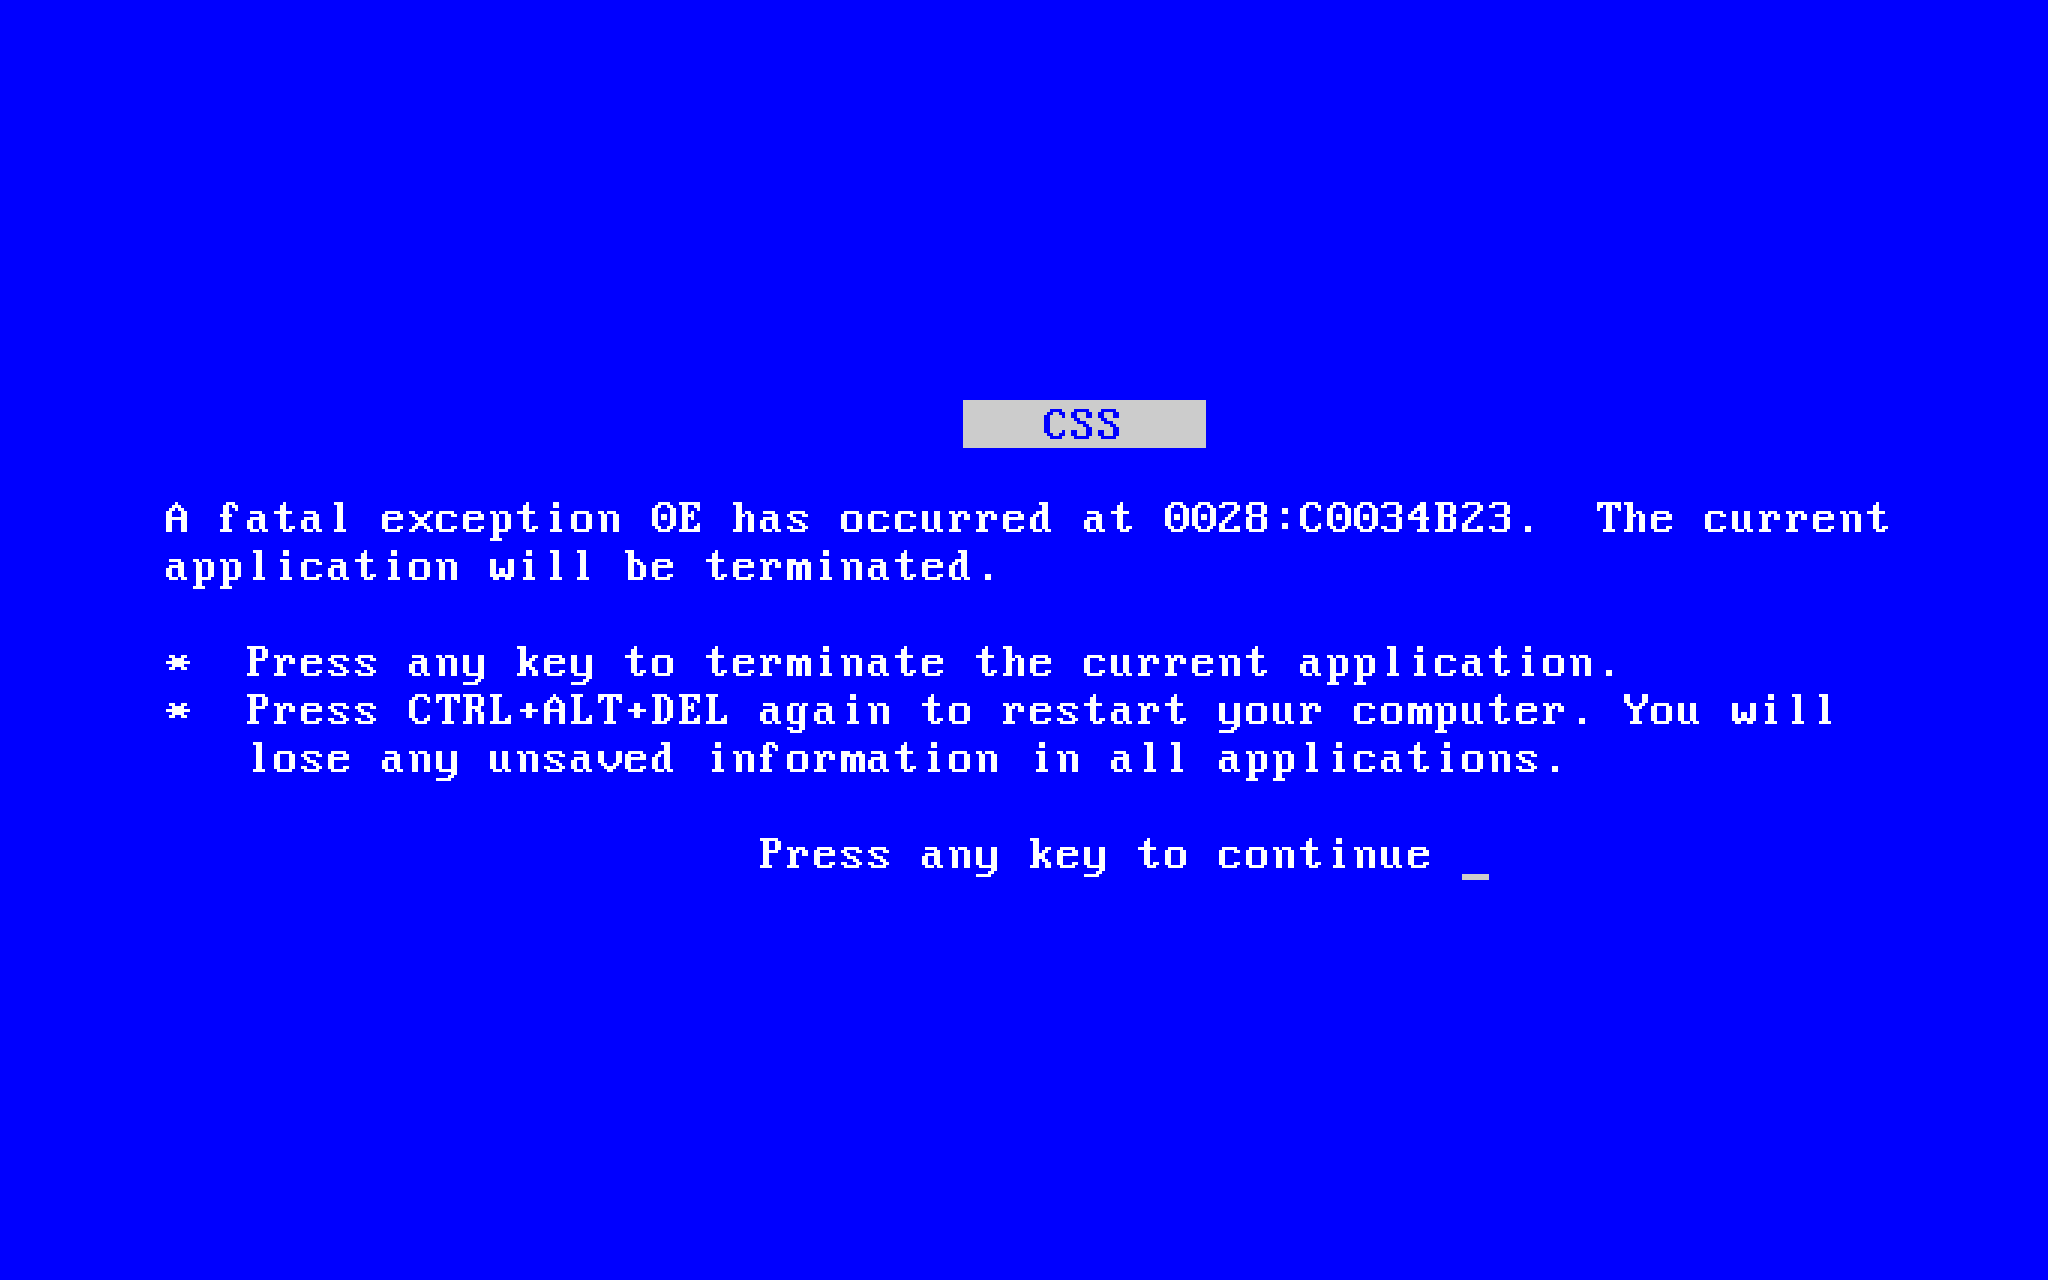 CSS
A fatal exception 0E has occurred at 0028:C0034B23.  The current
application will be terminated.
*  Press any key to terminate the current application.
*  Press CTRL+ALT+DEL again to restart your computer. You will
lose any unsaved information in all applications.
Press any key to continue _